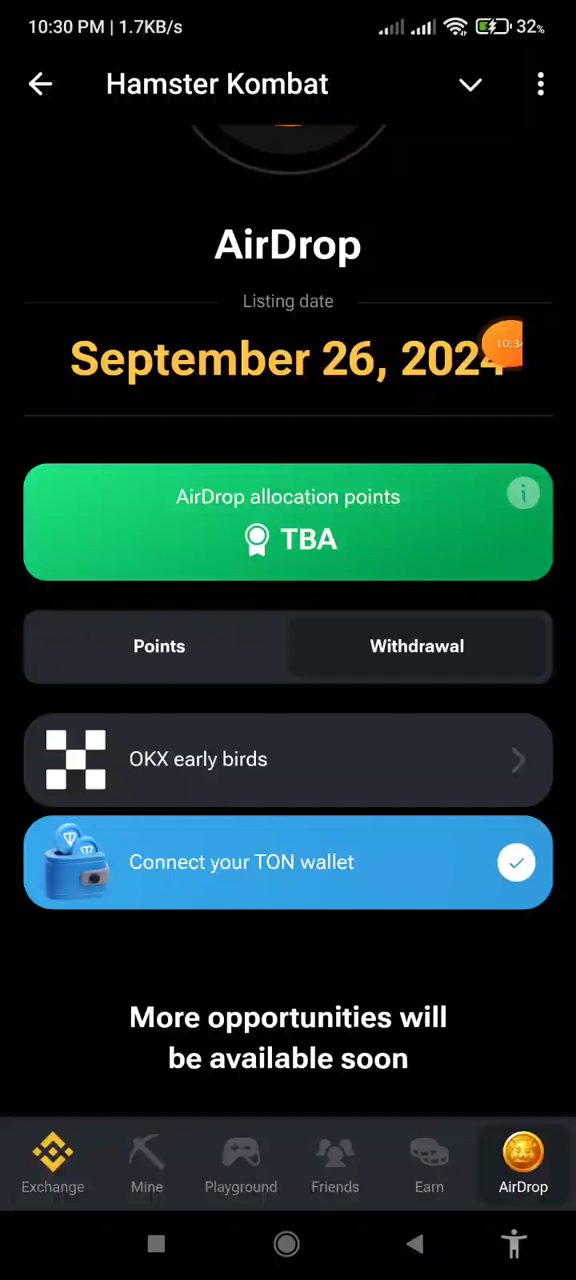 10:30 PM | 1.7KB/s 32%
Hamster Kombat
AirDrop
Listing date
September 26, 2024
10:34
AirDrop allocation points
TBA
Points Withdrawal
OKX early birds
Connect your TON wallet
More opportunities will
be available soon
Exchange Mine Playground Friends Earn AirDrop